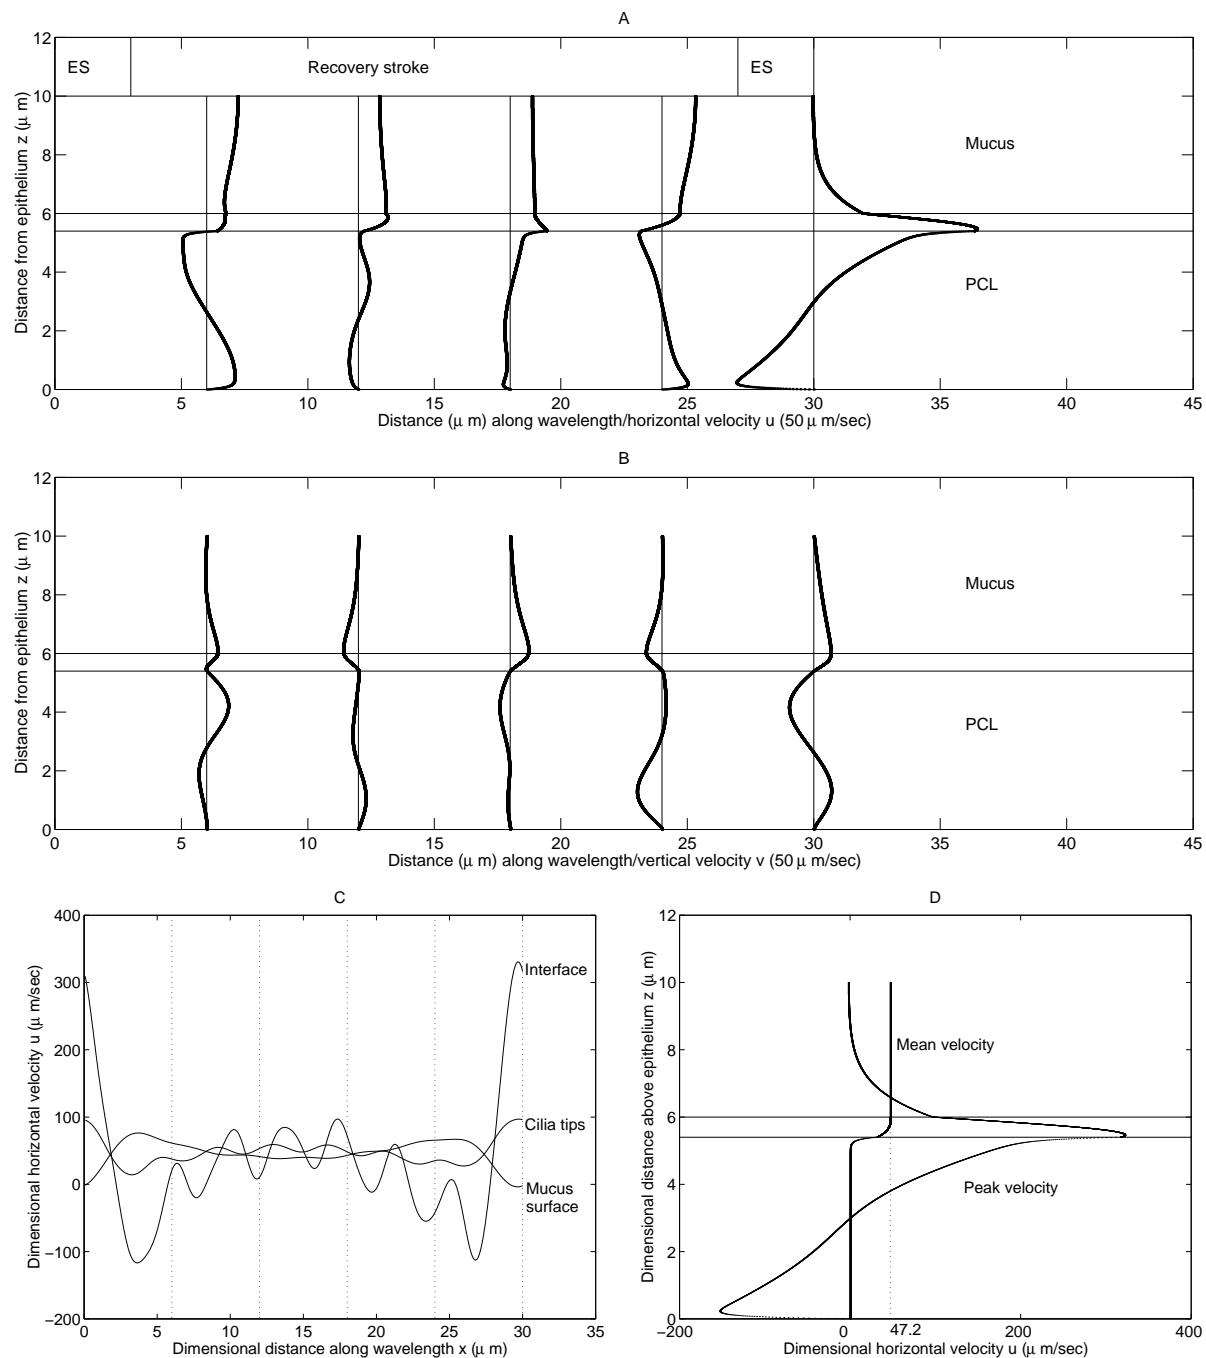 A
12
10
8
6
4
2
0
ES
Recovery stroke
ES
Mucus
PCL
Distance from epithelium z (μ m)
0 5 10 15 20 25 30 35 40 45
Distance (μ m) along wavelength/horizontal velocity u (50 μ m/sec)
B
12
10
8
6
4
2
0
Mucus
PCL
Distance from epithelium z (μ m)
0 5 10 15 20 25 30 35 40 45
Distance (μ m) along wavelength/vertical velocity v (50 μ m/sec)
C
400
300
200
100
0
−100
−200
Interface
Cilia tips
Mucus
surface
Dimensional horizontal velocity u (μ m/sec)
0 5 10 15 20 25 30 35
Dimensional distance along wavelength x (μ m)
D
12
10
8
6
4
2
0
Mean velocity
Peak velocity
Dimensional distance above epithelium z (μ m)
−200 0 47.2 200 400
Dimensional horizontal velocity u (μ m/sec)